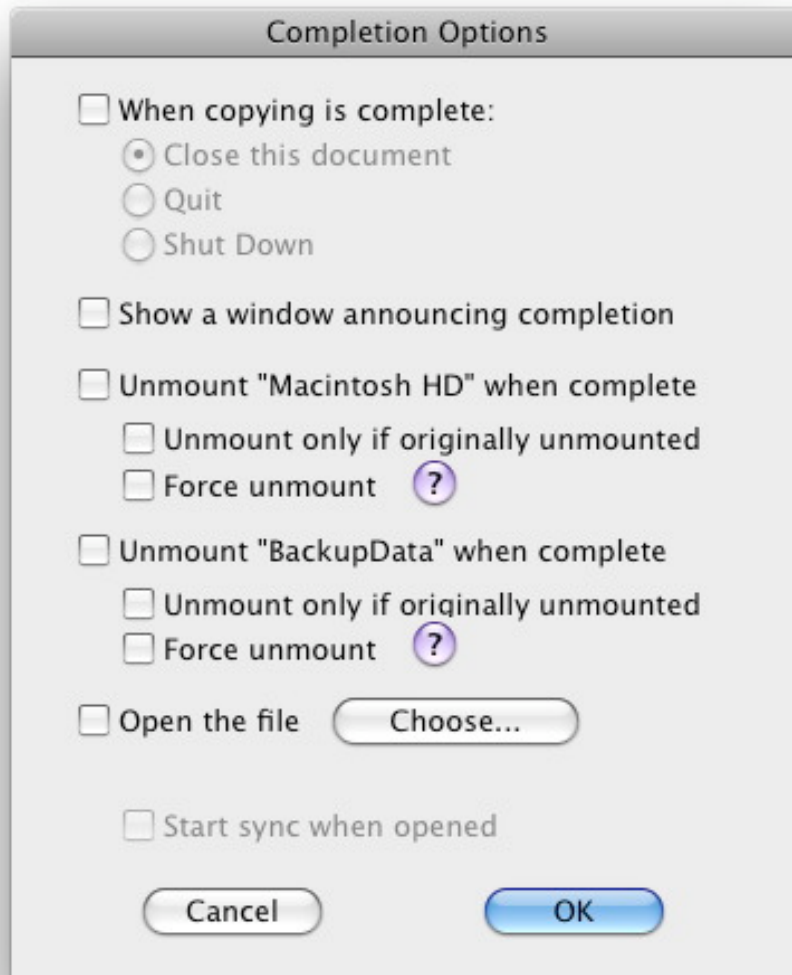 Completion Options
When copying is complete:
Close this document
Quit
Shut Down
Show a window announcing completion
Unmount "Macintosh HD" when complete
Unmount only if originally unmounted
Force unmount ?
Unmount "BackupData" when complete
Unmount only if originally unmounted
Force unmount ?
Open the file Choose...
Start sync when opened
Cancel OK